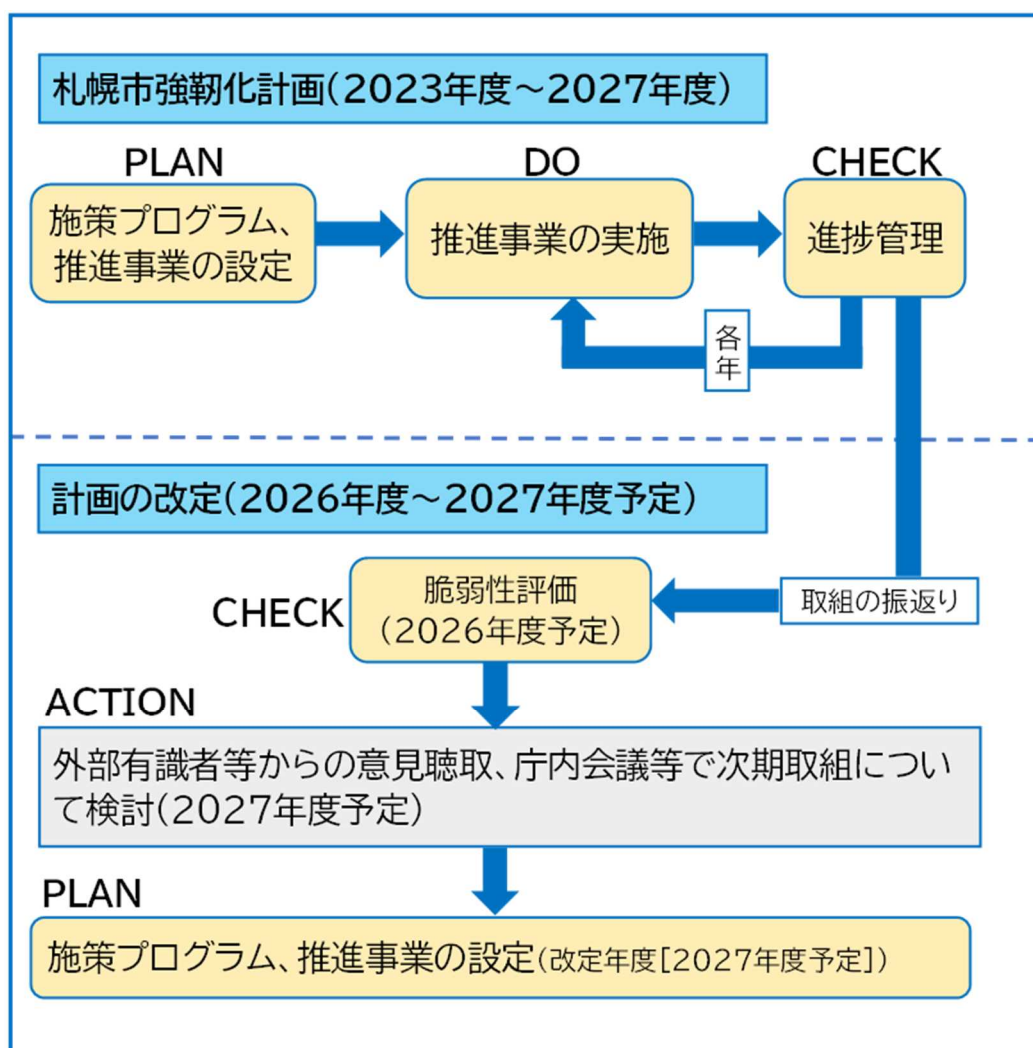 札幌市強靭化計画(2023年度～2027年度)
PLAN
DO
CHECK
施策プログラム、
推進事業の設定
推進事業の実施
進捗管理
各
年
計画の改定(2026年度～2027年度予定)
CHECK
脆弱性評価
(2026年度予定)
取組の振返り
ACTION
外部有識者等からの意見聴取、庁内会議等で次期取組につい
て検討(2027年度予定)
PLAN
施策プログラム、推進事業の設定(改定年度[2027年度予定])